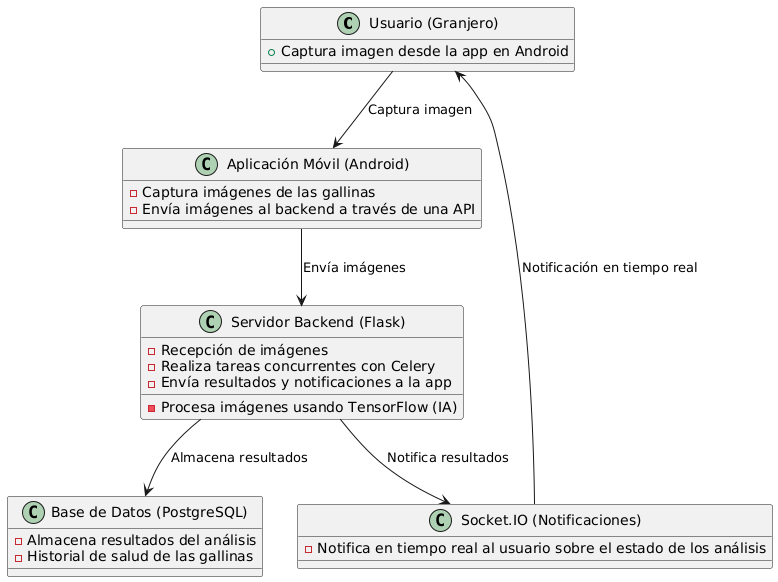 C Usuario (Granjero)
Captura imagen desde la app en Android
Captura imagen
C Aplicación Móvil (Android)
Captura imágenes de las gallinas
Envía imágenes al backend a través de una API
Envía imágenes
Notificación en tiempo real
C Servidor Backend (Flask)
Recepción de imágenes
Realiza tareas concurrentes con Celery
Envía resultados y notificaciones a la app
Procesa imágenes usando TensorFlow (IA)
Almacena resultados
Notifica resultados
C Base de Datos (PostgreSQL)
Almacena resultados del análisis
Historial de salud de las gallinas
C Socket.IO (Notificaciones)
Notifica en tiempo real al usuario sobre el estado de los análisis